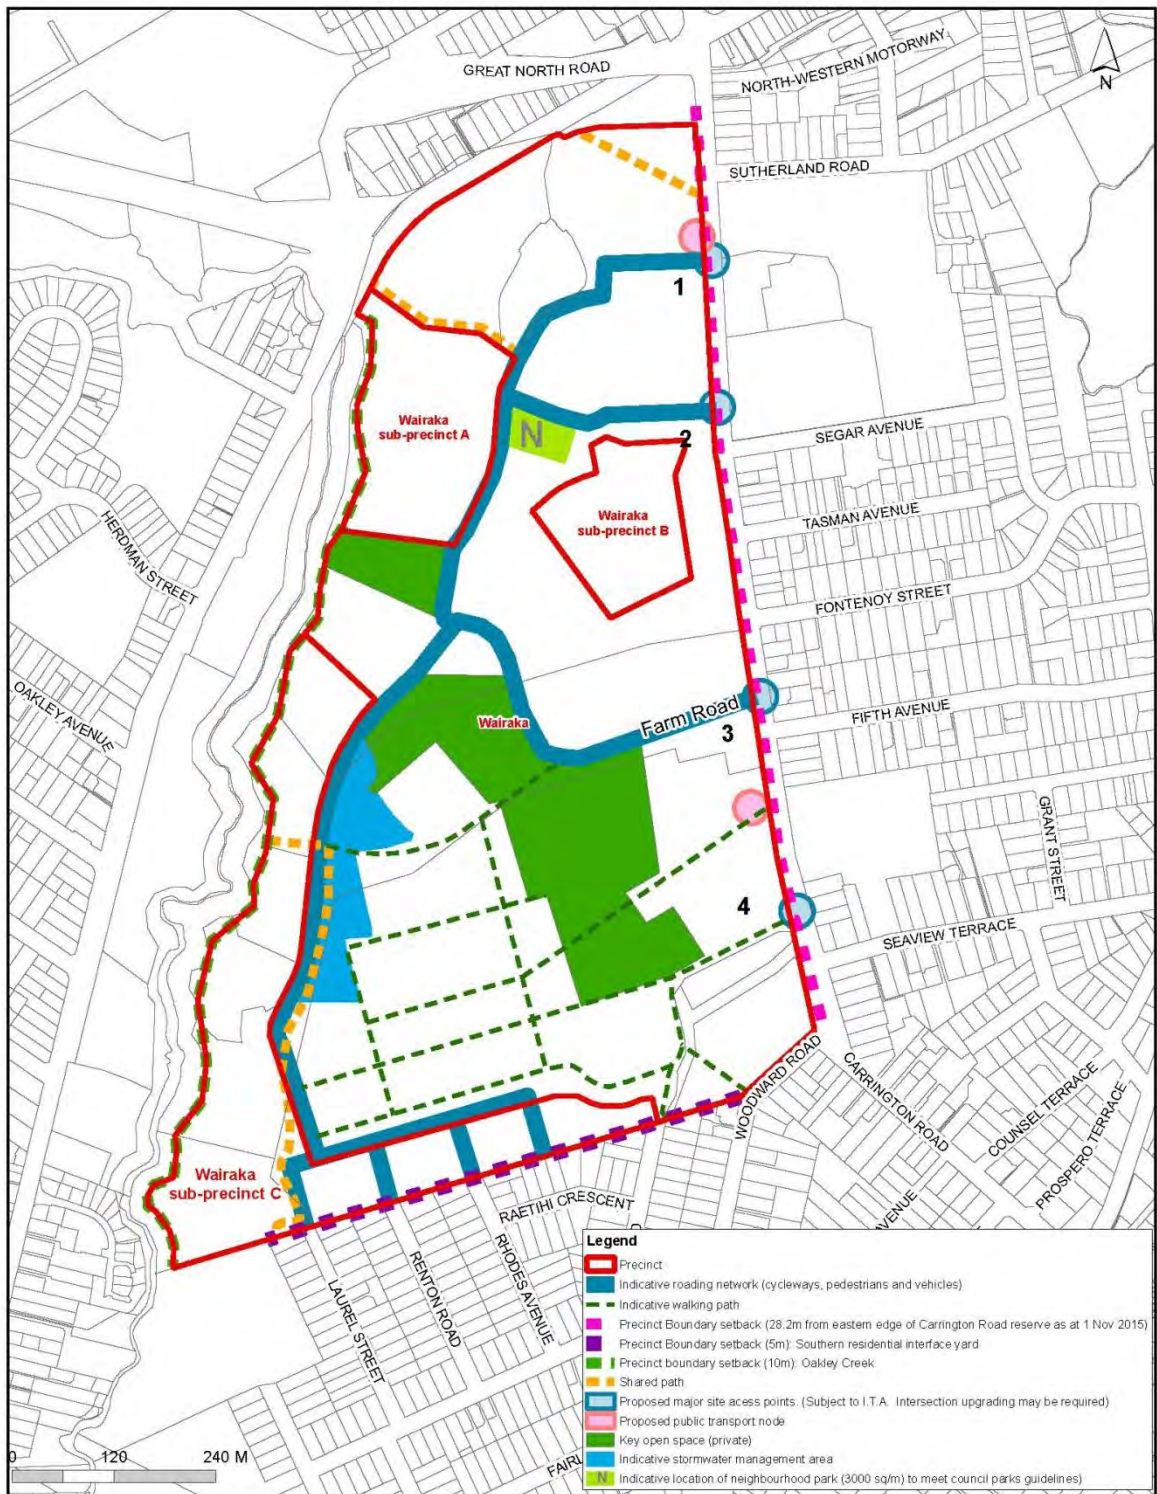 GREAT NORTH ROAD
NORTH-WESTERN MOTORWAY
N
SUTHERLAND ROAD
1
Wairaka
sub-precinct A
N
2
SEGAR AVENUE
Wairaka
sub-precinct B
TASMAN AVENUE
HERDMAN STREET
FONTENOY STREET
OAKLEY AVENUE
Wairaka
Farm Road
FIFTH AVENUE
3
GRANT STREET
4
SEAVIEW TERRACE
WOODWARD ROAD
CARRINGTON ROAD
COUNSEL TERRACE
PROSPERO TERRACE
Wairaka
sub-precinct C
RAETIHI CRESCENT
AVENUE
LAUREL STREET
RENTON ROAD
RHODES AVENUE
Legend
Precinct
Indicative roading network (cycleways, pedestrians and vehicles)
Indicative walking path
Precinct Boundary setback (28.2m from eastern edge of Carrington Road reserve as at 1 Nov 2015)
Precinct Boundary setback (5m): Southern residential interface yard
Precinct boundary setback (10m): Oakley Creek
Shared path
Proposed major site acess points. (Subject to I.T.A. Intersection upgrading may be required)
Proposed public transport node
Key open space (private)
Indicative stormwater management area
N Indicative location of neighbourhood park (3000 sq/m) to meet council parks guidelines)
0 120 240 M